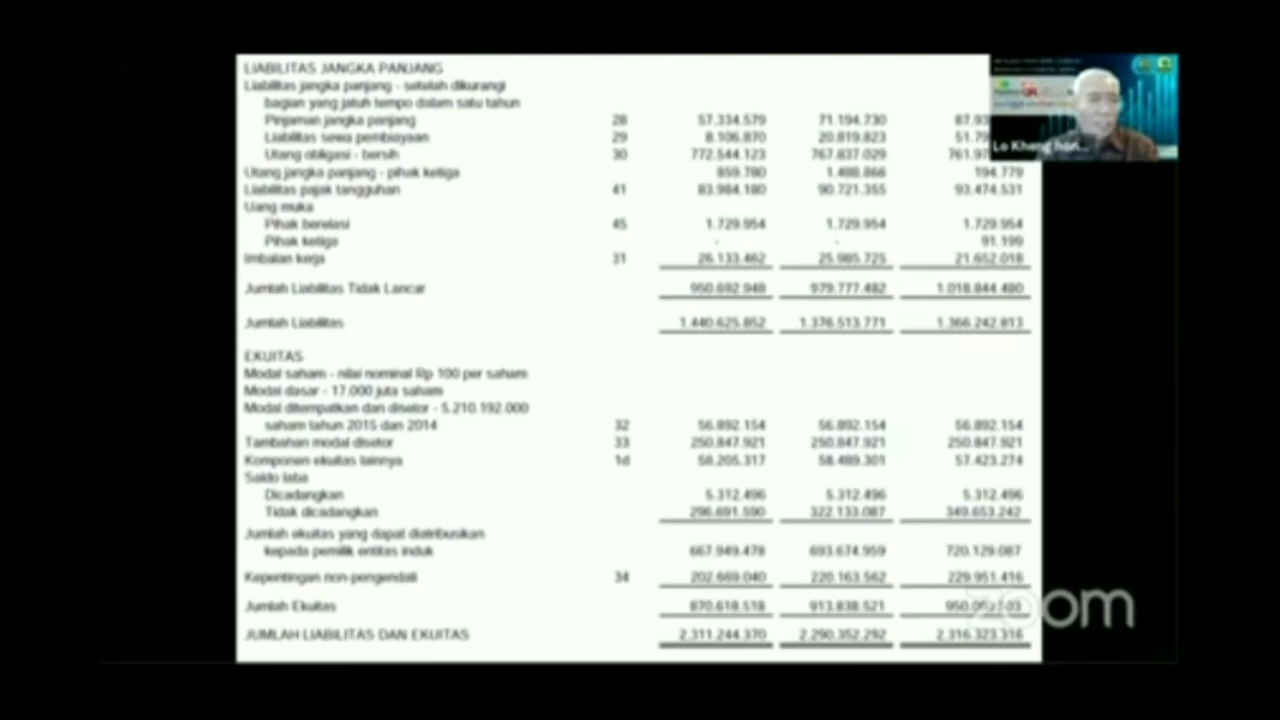 LIABILITAS JANGKA PANJANG
Liabilitas jangka panjang - setelah dikurangi
bagian yang jatuh tempo dalam satu tahun
Pinjaman jangka panjang 28 57.334.579 71.194.730 87.93
Liabilitas sewa pembiayaan 29 8.106.870 20.819.823 51.79
Utang obligasi - bersih 30 772.544.123 767.837.029 761.97
Utang jangka panjang - pihak ketiga 859.780 1.488.866 194.779
Liabilitas pajak tangguhan 41 83.984.180 90.721.355 93.474.531
Uang muka
Pihak berelasi 45 1.729.954 1.729.954 1.729.954
Pihak ketiga - - 91.199
Imbalan kerja 31 26.133.462 25.985.725 21.652.018
Jumlah Liabilitas Tidak Lancar 950.692.948 979.777.482 1.018.844.480
Jumlah Liabilitas 1.440.625.852 1.376.513.771 1.366.242.813
EKUITAS
Modal saham - nilai nominal Rp 100 per saham
Modal dasar - 17.000 juta saham
Modal ditempatkan dan disetor - 5.210.192.000
saham tahun 2015 dan 2014 32 56.892.154 56.892.154 56.892.154
Tambahan modal disetor 33 250.847.921 250.847.921 250.847.921
Komponen ekuitas lainnya 1d 58.205.317 58.489.301 57.423.274
Saldo laba
Dicadangkan 5.312.496 5.312.496 5.312.496
Tidak dicadangkan 296.691.590 322.133.087 349.653.242
Jumlah ekuitas yang dapat diatribusikan
kepada pemilik entitas induk 667.949.478 693.674.959 720.129.087
Kepentingan non-pengendali 34 202.669.040 220.163.562 229.951.416
Jumlah Ekuitas 870.618.518 913.838.521
JUMLAH LIABILITAS DAN EKUITAS 2.311.244.370 2.290.352.292 2.316.323.316
Lo Kheng hon...
zoom